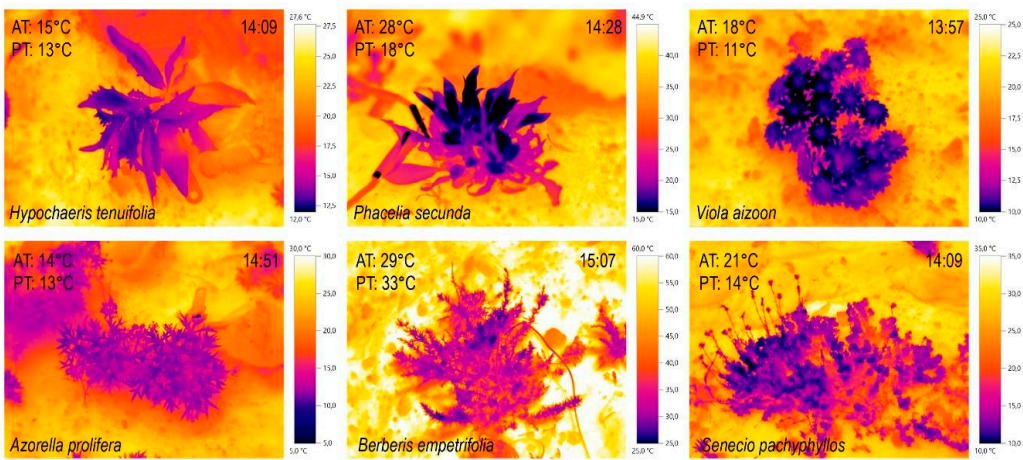 AT: 15°C
PT: 13°C
14:09
Hypochaeris tenuifolia
27,6 °C
27,5
25,0
22,5
20,0
17,5
15,0
12,0 °C
AT: 28°C
PT: 18°C
14:28
Phacelia secunda
44,9 °C
40,0
35,0
30,0
25,0
20,0
15,0
15,0 °C
AT: 18°C
PT: 11°C
13:57
Viola aizoon
25,0 °C
25,0
22,5
20,0
17,5
15,0
12,5
10,0
10,0 °C
AT: 14°C
PT: 13°C
14:51
Azorella prolifera
30,0 °C
30,0
25,0
20,0
15,0
10,0
5,0
5,0 °C
AT: 29°C
PT: 33°C
15:07
Berberis empetrifolia
60,0 °C
60,0
55,0
50,0
45,0
40,0
35,0
30,0
25,0
25,0 °C
AT: 21°C
PT: 14°C
14:09
Senecio pachyphyllos
35,0 °C
35,0
30,0
25,0
20,0
15,0
10,0
10,0 °C